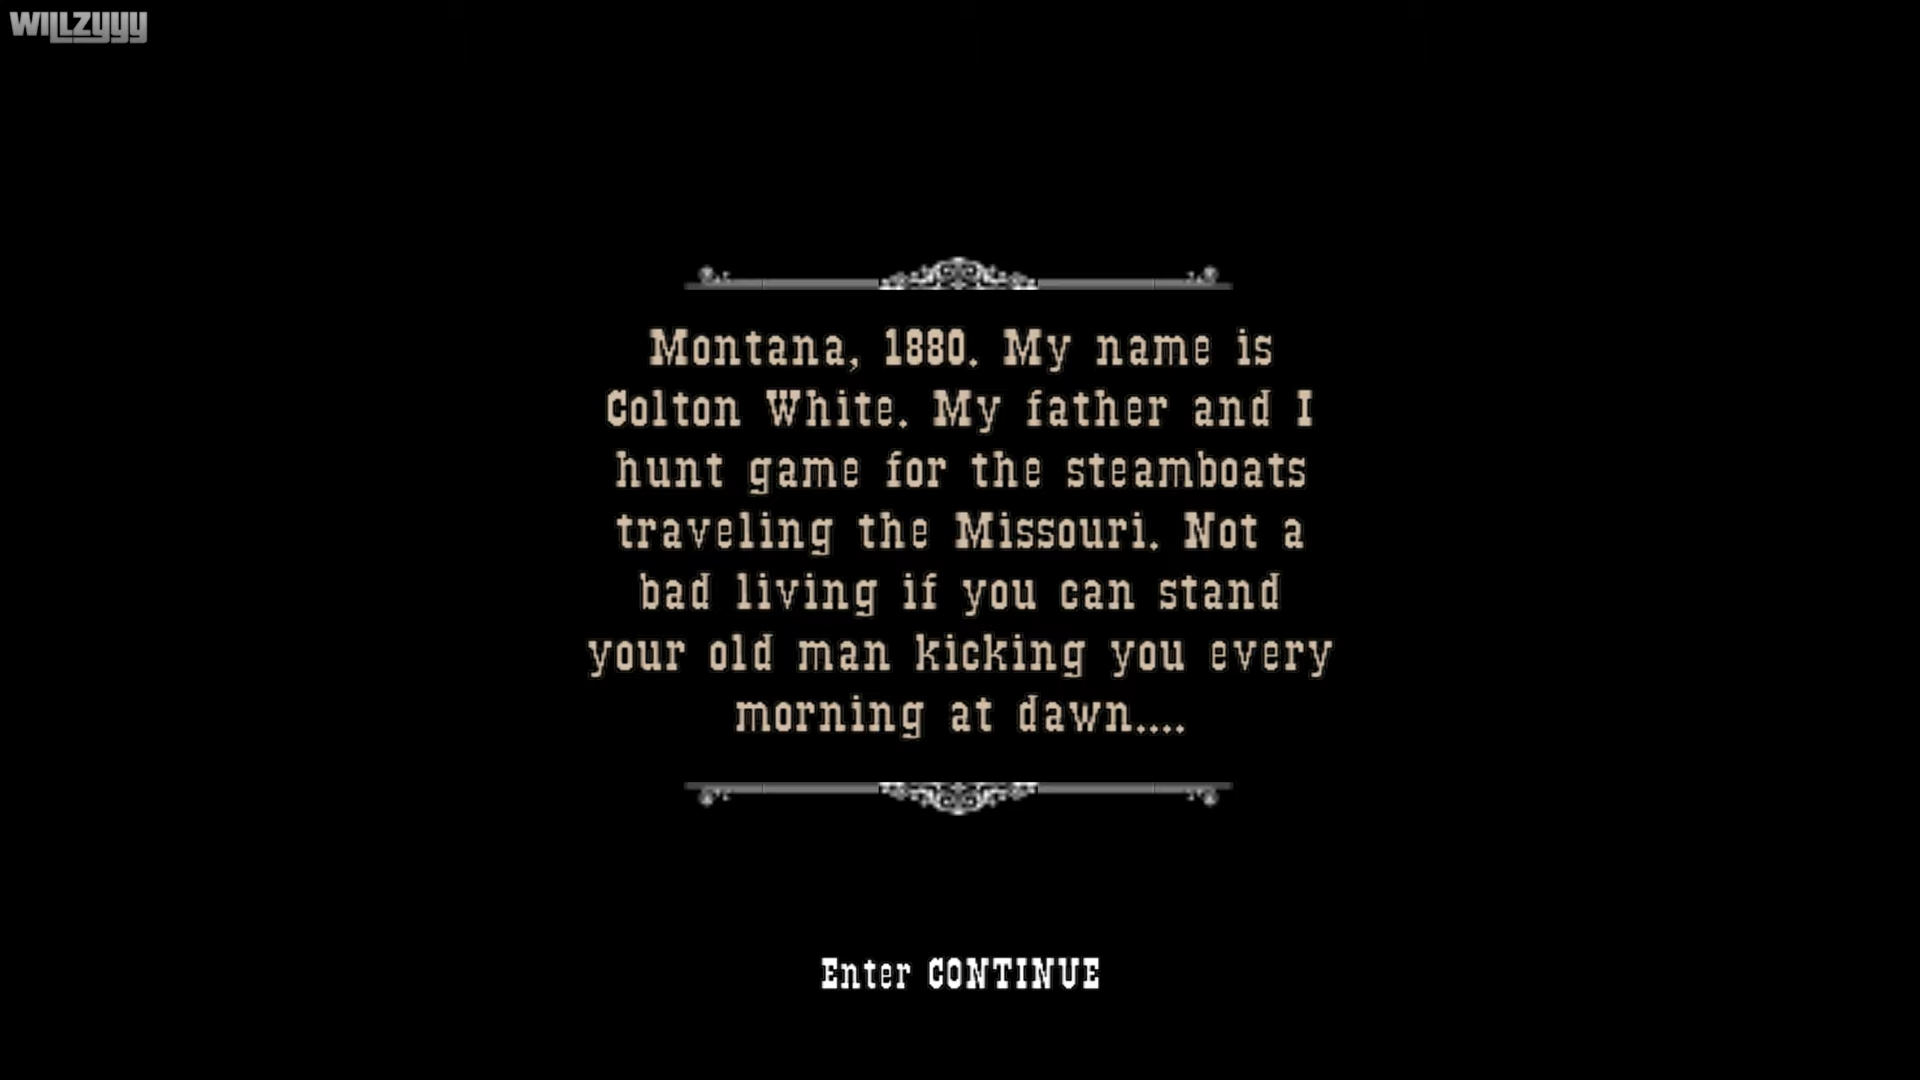 WILLZYYY
Montana, 1880. My name is
Colton White. My father and I
hunt game for the steamboats
traveling the Missouri. Not a
bad living if you can stand
your old man kicking you every
morning at dawn....
Enter CONTINUE